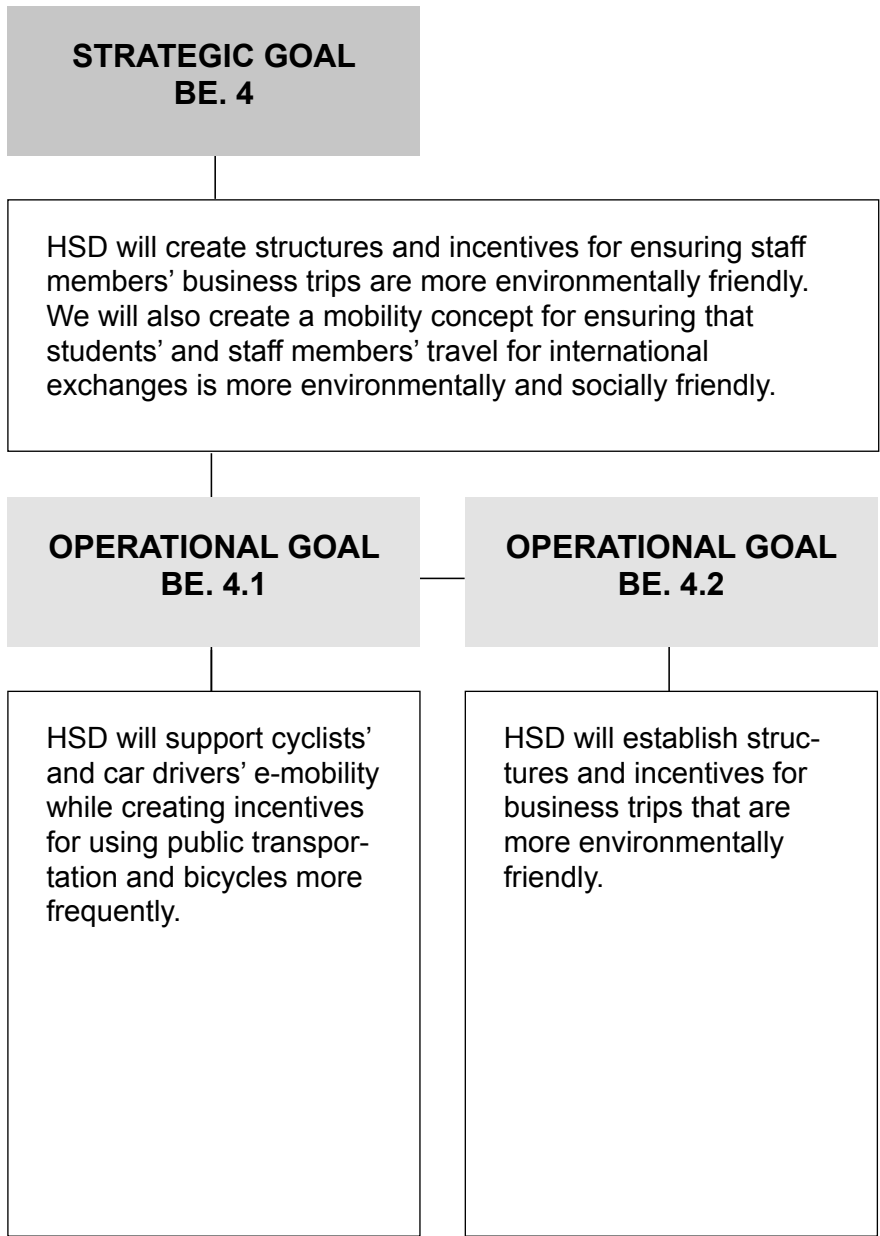 STRATEGIC GOAL
BE. 4
HSD will create structures and incentives for ensuring staff
members’ business trips are more environmentally friendly.
We will also create a mobility concept for ensuring that
students’ and staff members’ travel for international
exchanges is more environmentally and socially friendly.
OPERATIONAL GOAL
BE. 4.1
HSD will support cyclists’
and car drivers’ e-mobility
while creating incentives
for using public transpor-
tation and bicycles more
frequently.
OPERATIONAL GOAL
BE. 4.2
HSD will establish struc-
tures and incentives for
business trips that are
more environmentally
friendly.